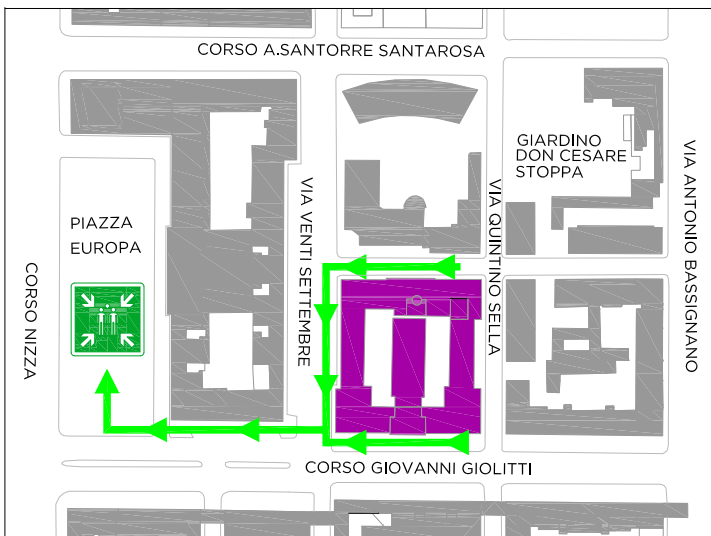 CORSO A.SANTORRE SANTAROSA
GIARDINO
DON CESARE
STOPPA
VIA ANTONIO BASSIGNANO
VIA QUINTINO SELLA
VIA VENTI SETTEMBRE
PIAZZA
EUROPA
CORSO NIZZA
CORSO GIOVANNI GIOLITTI